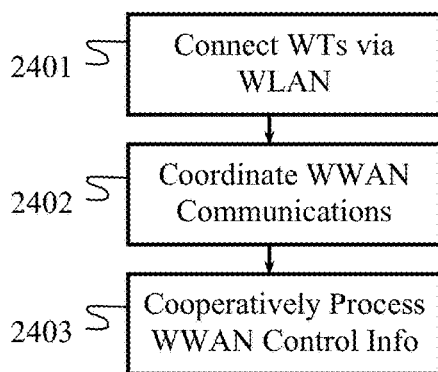 2401
Connect WTs via
WLAN
2402
Coordinate WWAN
Communications
2403
Cooperatively Process
WWAN Control Info